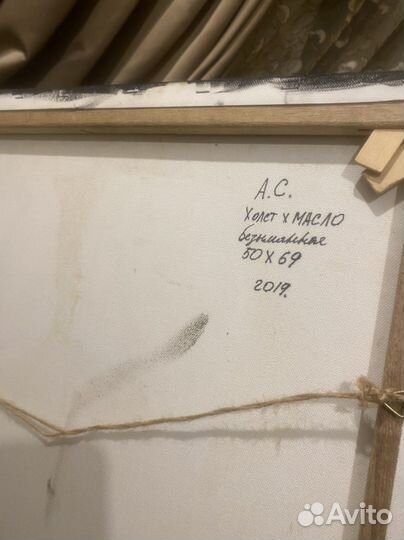 А.С.
Холст х МАСЛО
безымянная
50 х 69
2019.
Avito